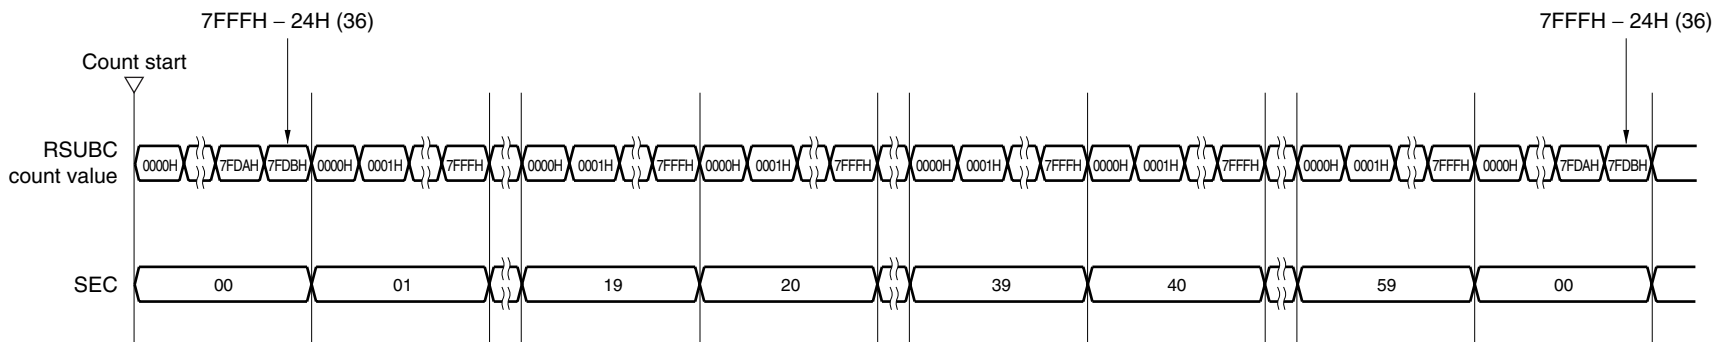 7FFFH – 24H (36) 7FFFH – 24H (36)
Count start
RSUBC
count value
0000H 7FDAH 7FDBH 0000H 0001H 7FFFH 0000H 0001H 7FFFH 0000H 0001H 7FFFH 0000H 0001H 7FFFH 0000H 0001H 7FFFH 0000H 0001H 7FFFH 0000H 7FDAH 7FDBH
SEC 00 01 19 20 39 40 59 00